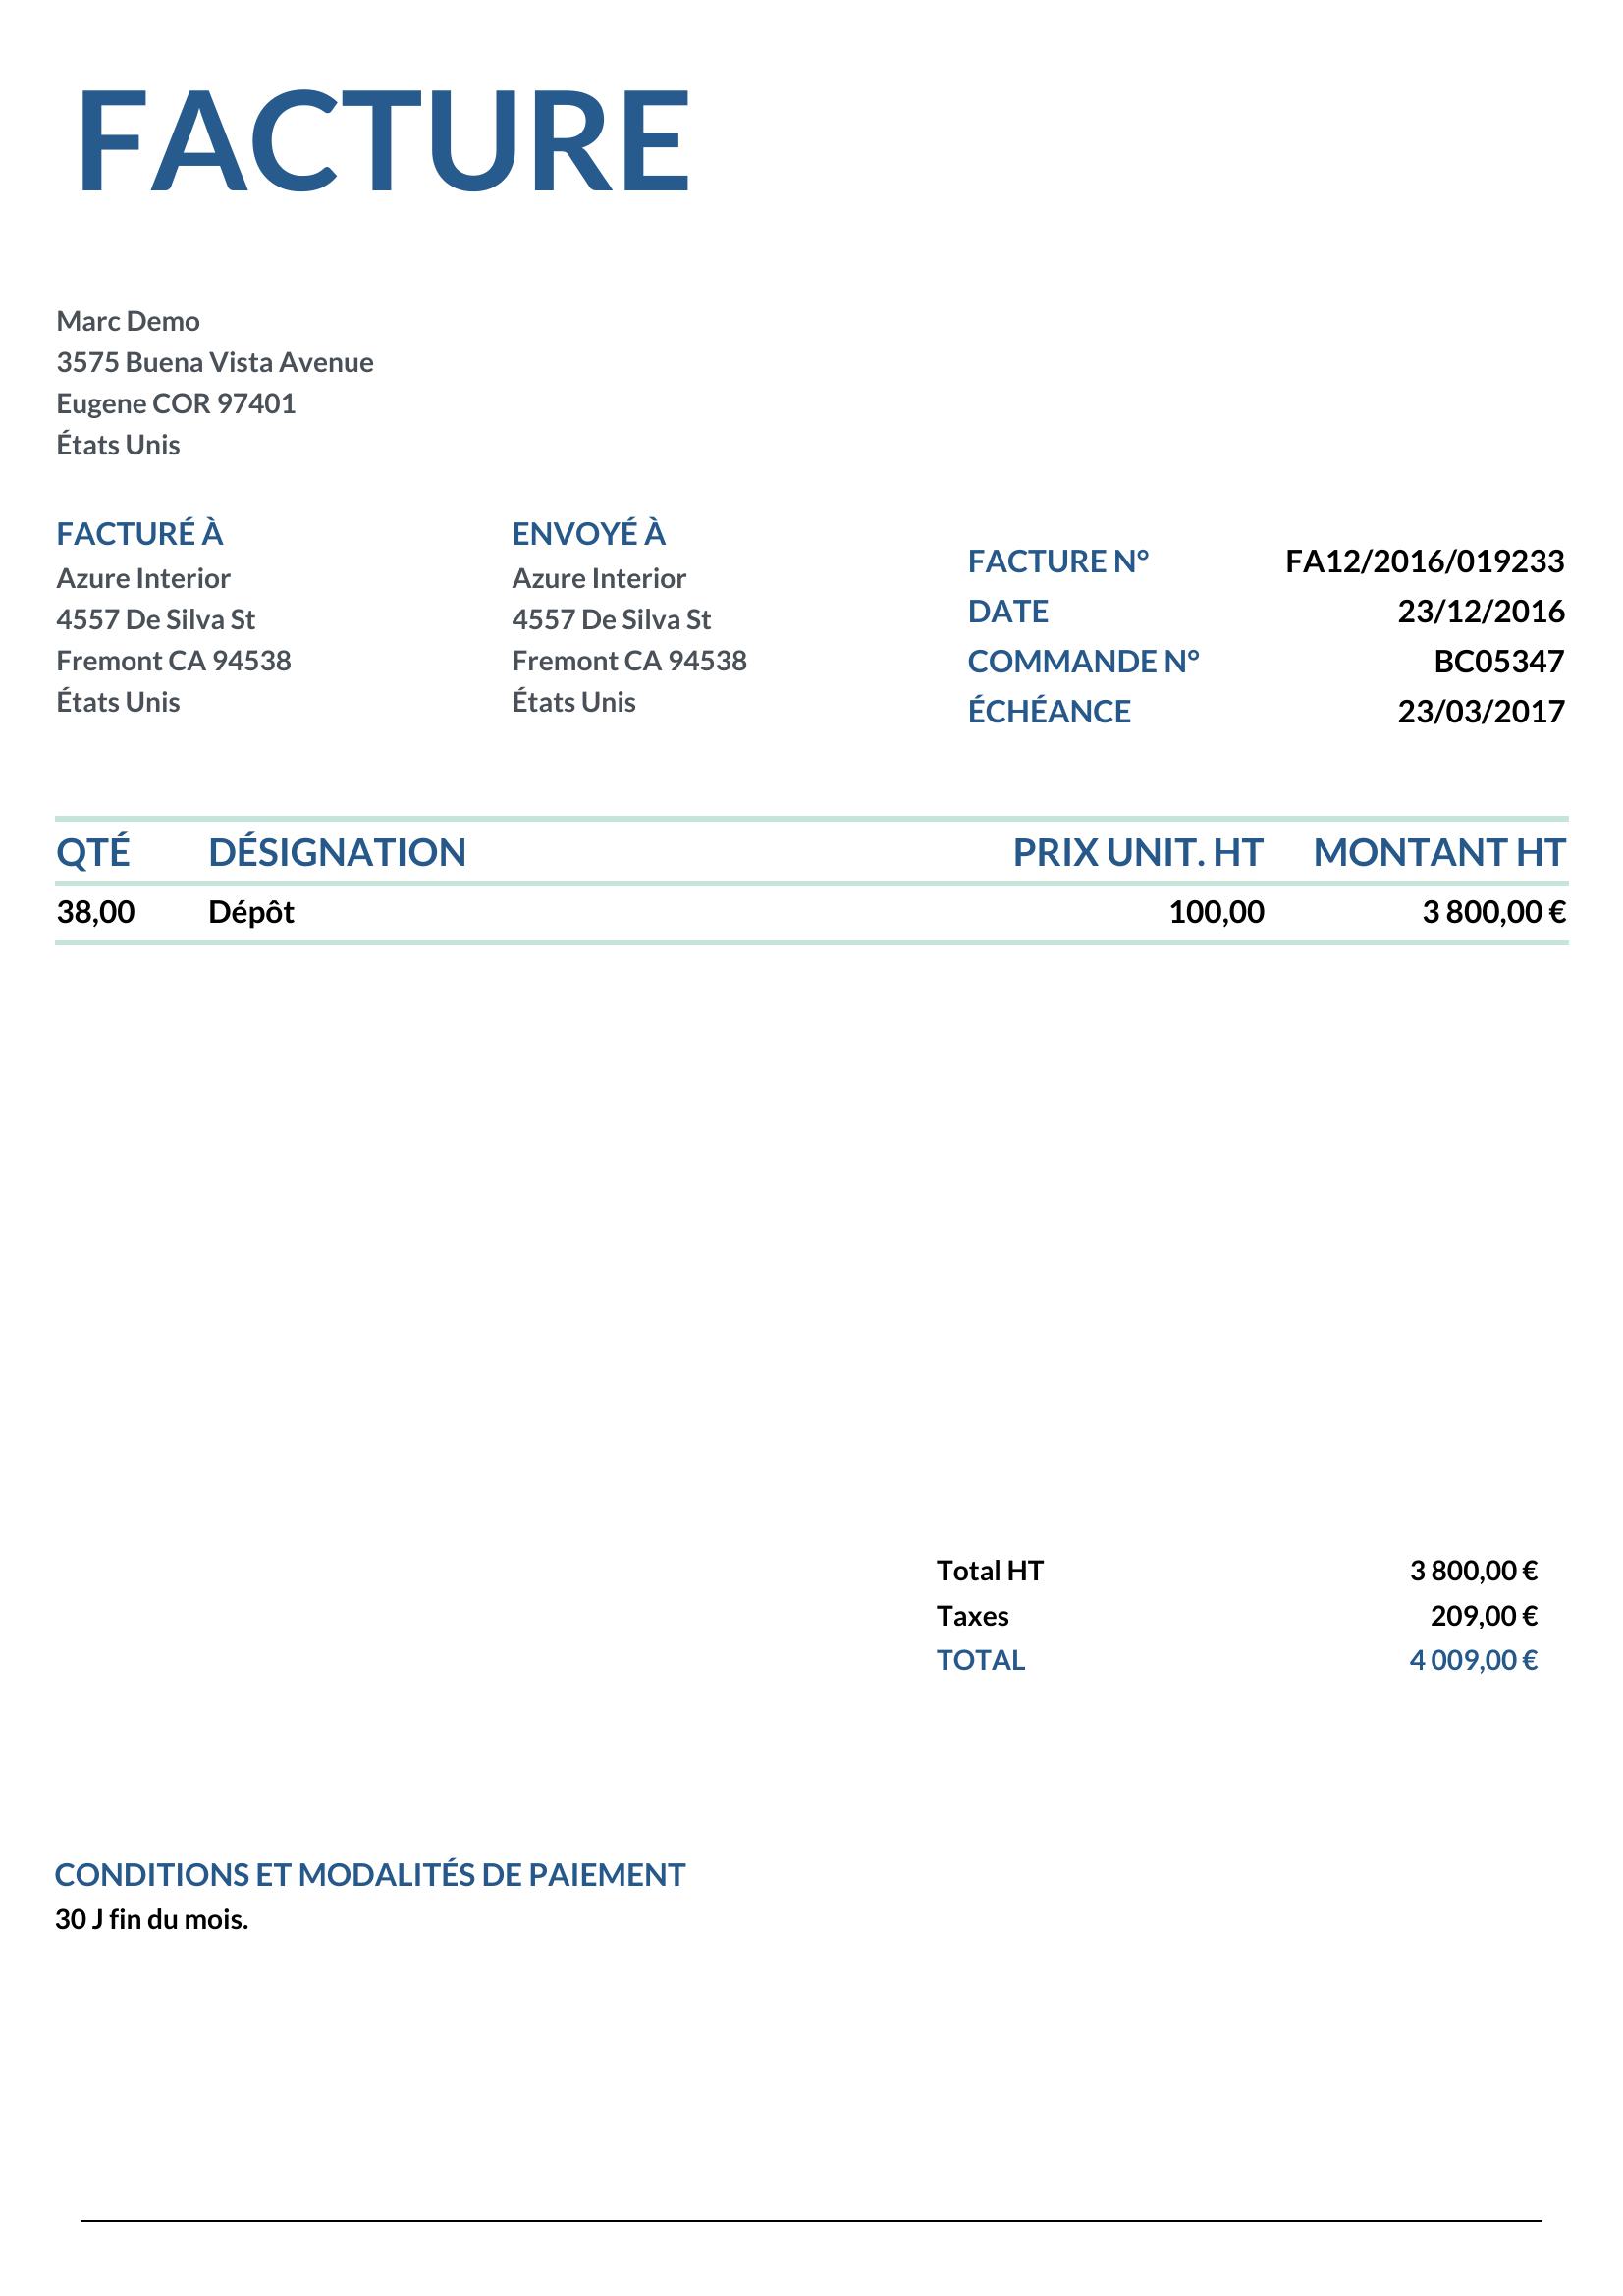 FACTURE
Marc Demo
3575 Buena Vista Avenue
Eugene COR 97401
États Unis
FACTURÉ À
Azure Interior
4557 De Silva St
Fremont CA 94538
États Unis
ENVOYÉ À
Azure Interior
4557 De Silva St
Fremont CA 94538
États Unis
FACTURE N° FA12/2016/019233
DATE 23/12/2016
COMMANDE N° BC05347
ÉCHÉANCE 23/03/2017
QTÉ DÉSIGNATION PRIX UNIT. HT MONTANT HT
38,00 Dépôt 100,00 3 800,00 €
Total HT 3 800,00 €
Taxes 209,00 €
TOTAL 4 009,00 €
CONDITIONS ET MODALITÉS DE PAIEMENT
30 J fin du mois.